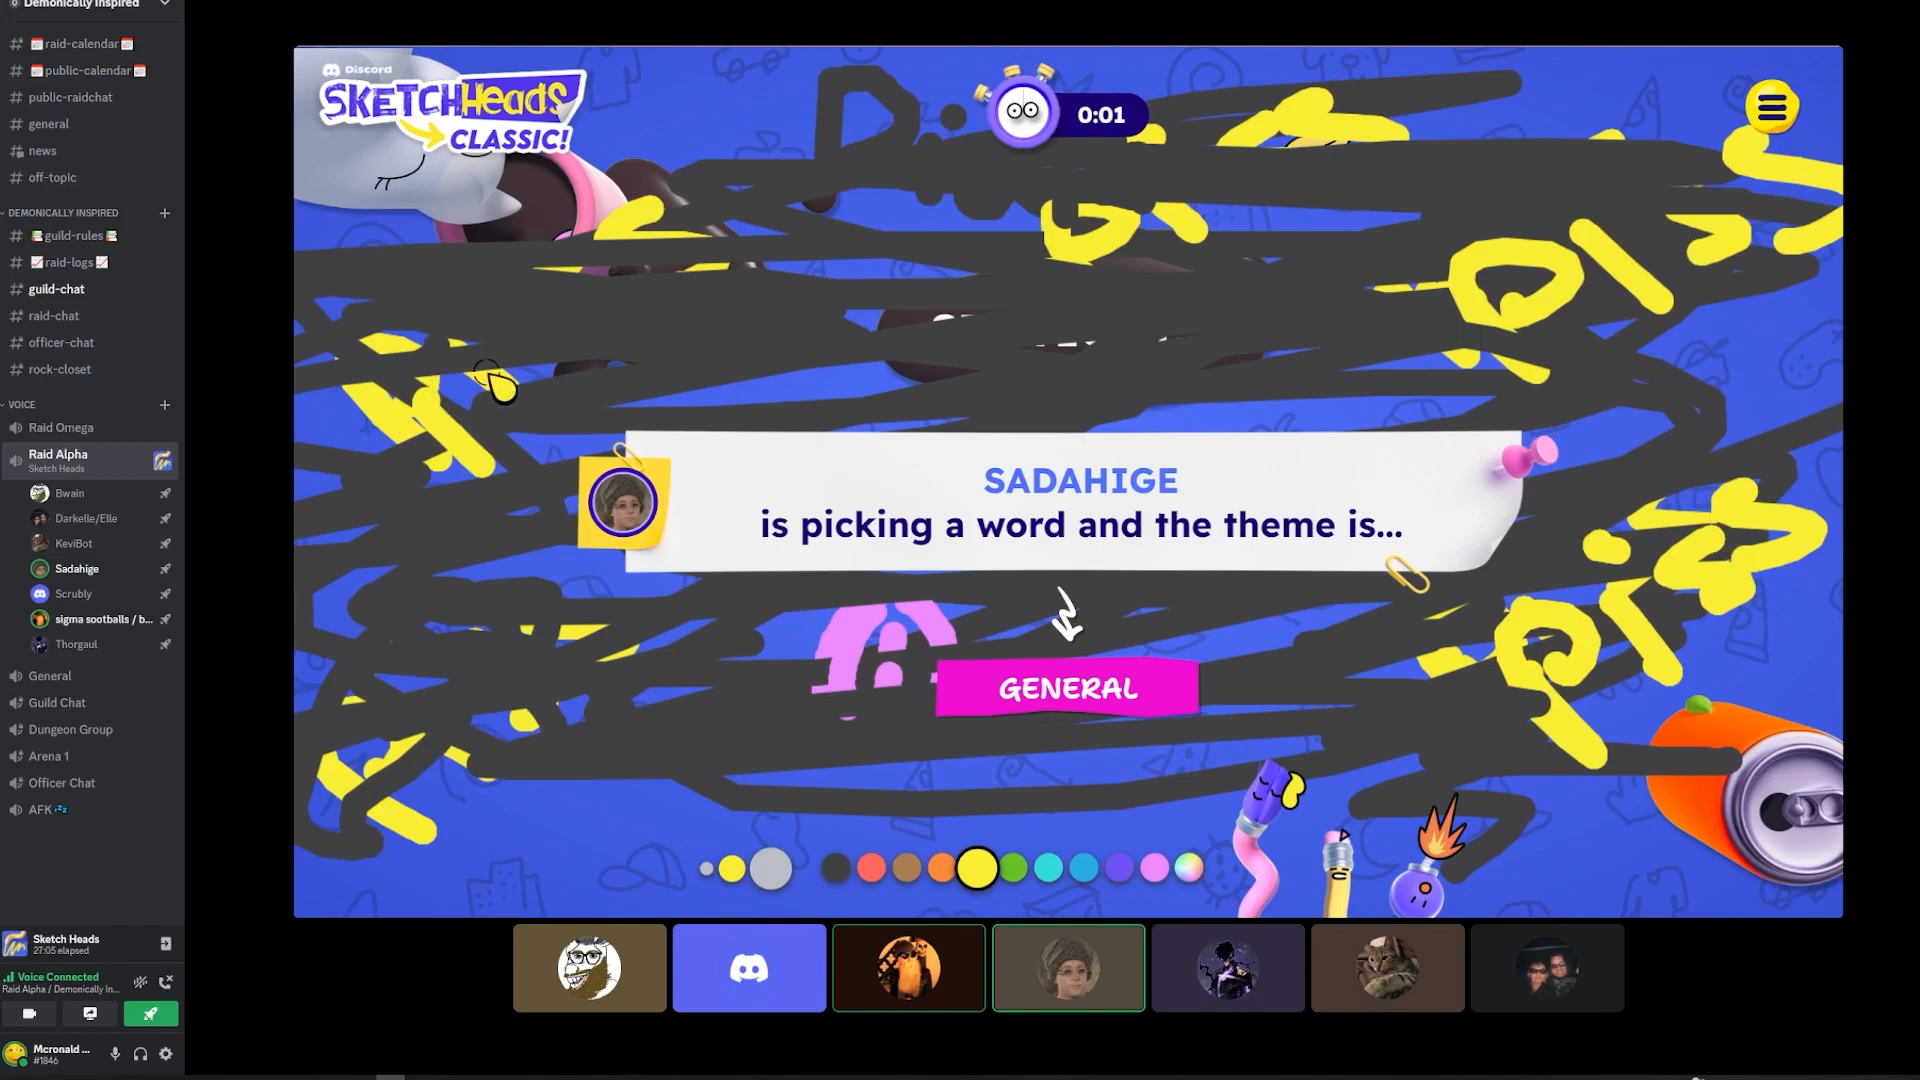 Demonically Inspired
raid-calendar
public-calendar
public-raidchat
general
news
off-topic
DEMONICALLY INSPIRED
guild-rules
raid-logs
guild-chat
raid-chat
officer-chat
rock-closet
VOICE
Raid Omega
Raid Alpha
Sketch Heads
Bwain
Darkelle/Elle
KeviBot
Sadahige
Scrubly
sigma sootballs / b...
Thorgaul
General
Guild Chat
Dungeon Group
Arena 1
Officer Chat
AFK
Sketch Heads
27:05 elapsed
Voice Connected
Raid Alpha / Demonically In...
Mcronald ...
#1846
Discord
SKETCHHeadS
CLASSIC!
0:01
SADAHIGE
is picking a word and the theme is...
GENERAL